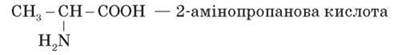 CH₃ – CH – COOH — 2-амінопропанова кислота
|
H₂N